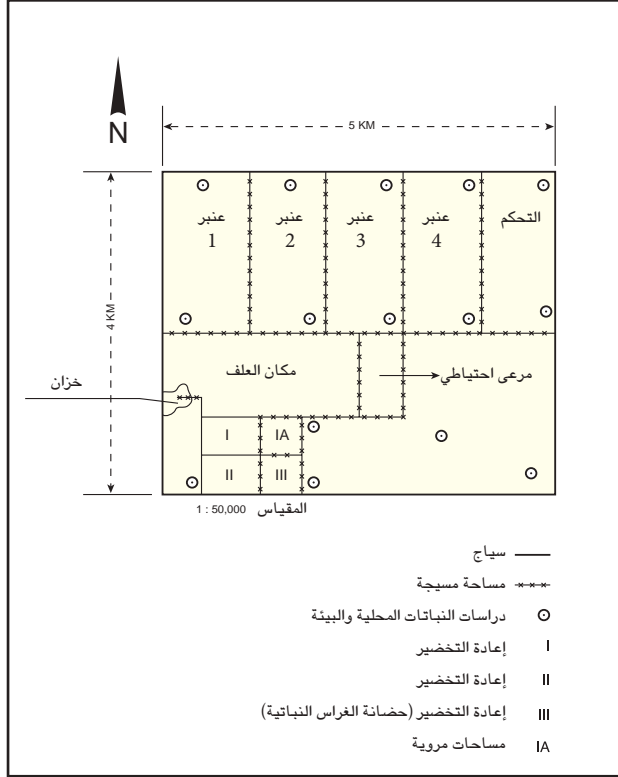 N
5 KM
4 KM
عنبر 1
عنبر 2
عنبر 3
عنبر 4
التحكم
مكان العلف
مرعى احتياطي
خزان
I
IA
II
III
المقياس 1 : 50,000
سياج
مساحة مسيجة
دراسات النباتات المحلية والبيئة
I إعادة التخضير
II إعادة التخضير
III إعادة التخضير (حضانة الغراس النباتية)
IA مساحات مروية